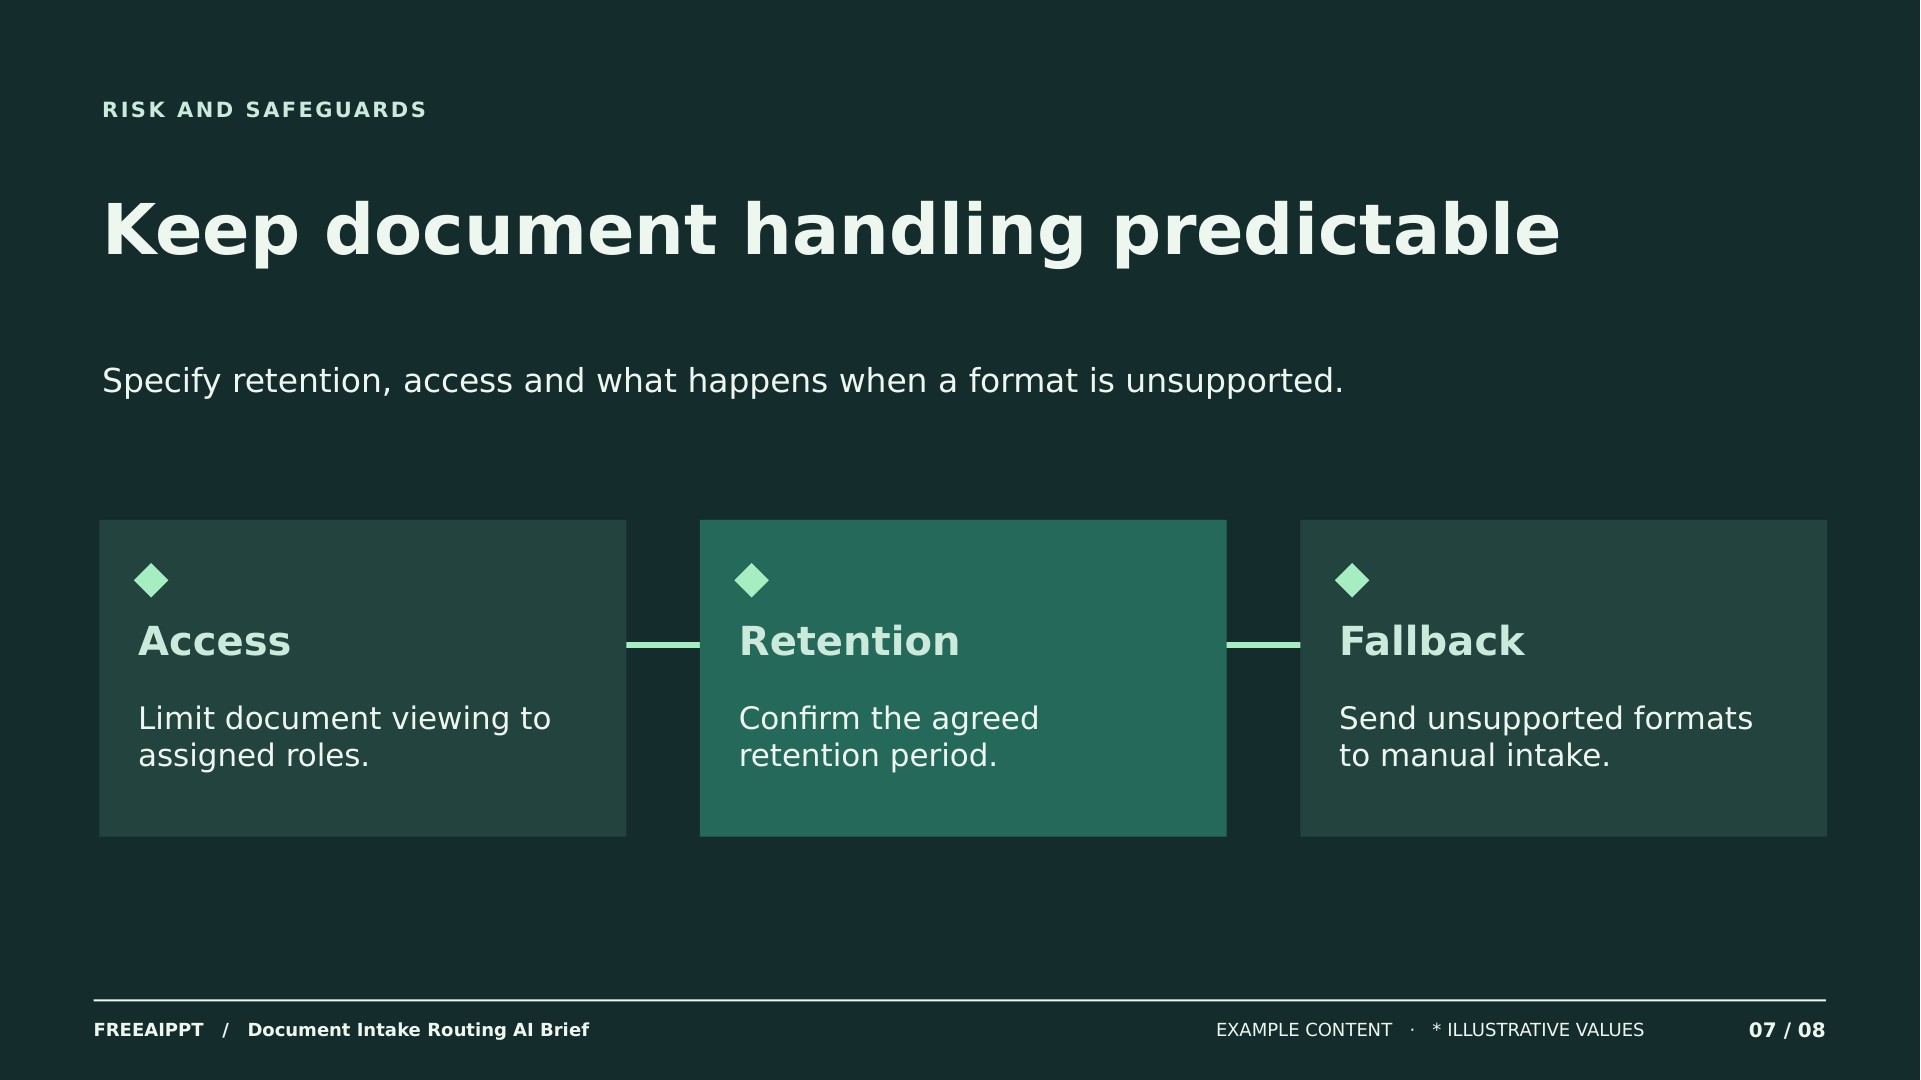 RISK AND SAFEGUARDS
Keep document handling predictable
Specify retention, access and what happens when a format is unsupported.
Access
Limit document viewing to
assigned roles.
Retention
Confirm the agreed
retention period.
Fallback
Send unsupported formats
to manual intake.
FREEAIPPT / Document Intake Routing AI Brief
EXAMPLE CONTENT · * ILLUSTRATIVE VALUES
07 / 08